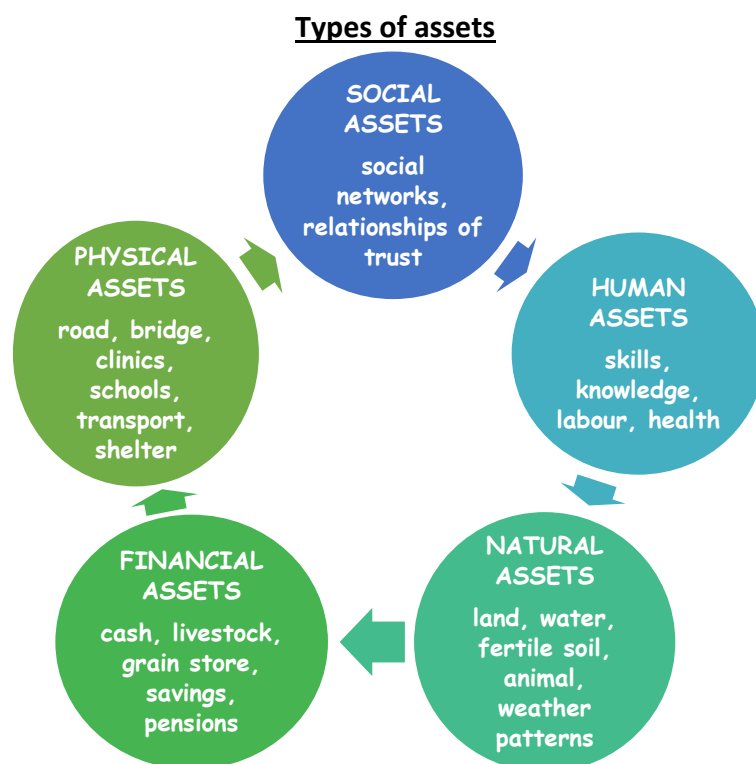 Types of assets
SOCIAL
ASSETS
social
networks,
relationships of
trust
HUMAN
ASSETS
skills,
knowledge,
labour, health
NATURAL
ASSETS
land, water,
fertile soil,
animal,
weather
patterns
FINANCIAL
ASSETS
cash, livestock,
grain store,
savings,
pensions
PHYSICAL
ASSETS
road, bridge,
clinics,
schools,
transport,
shelter